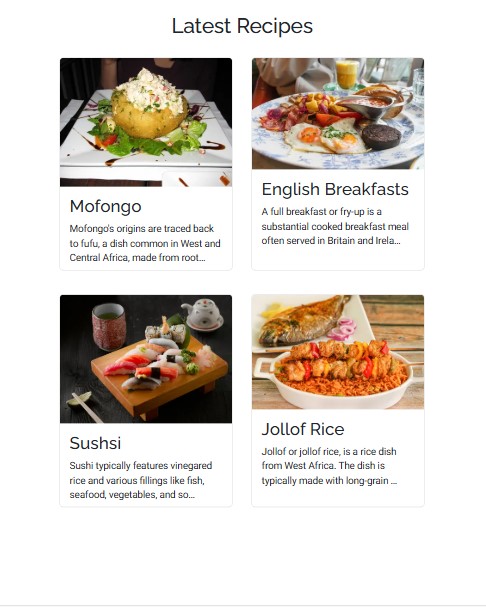 Latest Recipes
Mofongo
Mofongo's origins are traced back
to fufu, a dish common in West and
Central Africa, made from root...
English Breakfasts
A full breakfast or fry-up is a
substantial cooked breakfast meal
often served in Britain and Irela...
Sushsi
Sushi typically features vinegared
rice and various fillings like fish,
seafood, vegetables, and so...
Jollof Rice
Jollof or jollof rice, is a rice dish
from West Africa. The dish is
typically made with long-grain ...